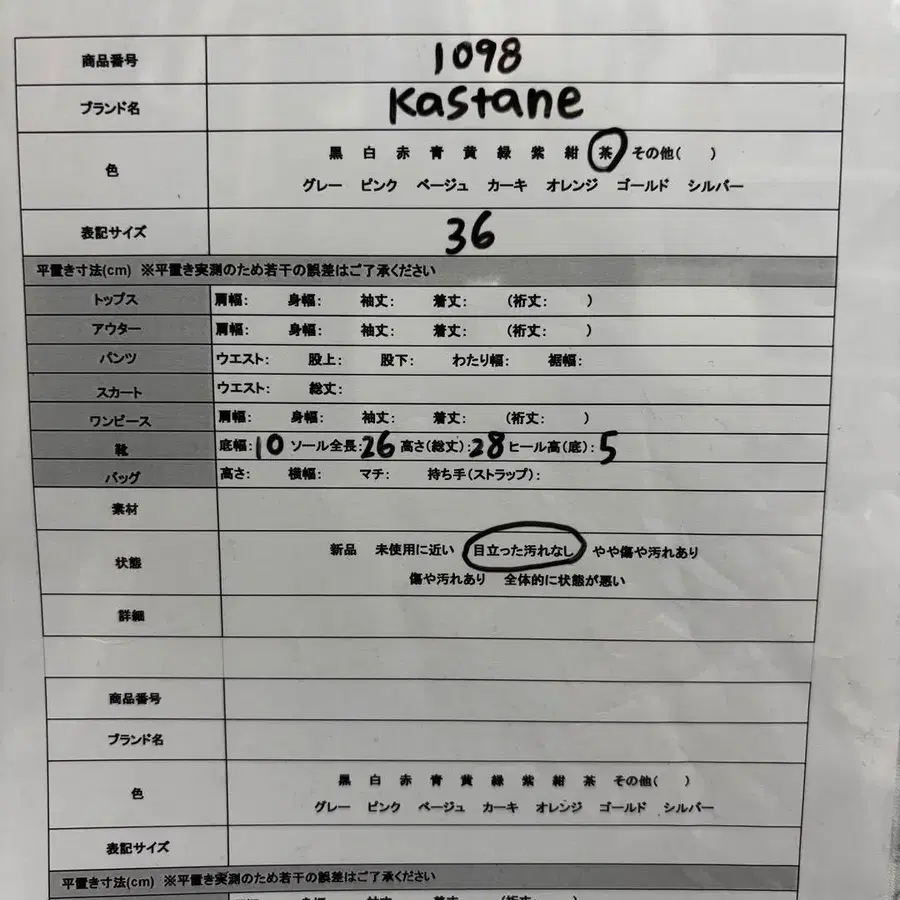 商品番号 1098
ブランド名 Kastane
色 黒 白 赤 青 黄 緑 紫 紺 茶 その他( )
グレー ピンク ベージュ カーキ オレンジ ゴールド シルバー
表記サイズ 36
平置き寸法(cm) ※平置き実測のため若干の誤差はご了承ください
トップス 肩幅: 身幅: 袖丈: 着丈: (裄丈: )
アウター 肩幅: 身幅: 袖丈: 着丈: (裄丈: )
パンツ ウエスト: 股上: 股下: わたり幅: 裾幅:
スカート ウエスト: 総丈:
ワンピース 肩幅: 身幅: 袖丈: 着丈: (裄丈: )
靴 底幅:10 ソール全長:26 高さ(総丈):28 ヒール高(底):5
バッグ 高さ: 横幅: マチ: 持ち手(ストラップ):
素材
状態 新品 未使用に近い 目立った汚れなし やや傷や汚れあり
傷や汚れあり 全体的に状態が悪い
詳細
商品番号
ブランド名
色 黒 白 赤 青 黄 緑 紫 紺 茶 その他( )
グレー ピンク ベージュ カーキ オレンジ ゴールド シルバー
表記サイズ
平置き寸法(cm) ※平置き実測のため若干の誤差はご了承ください